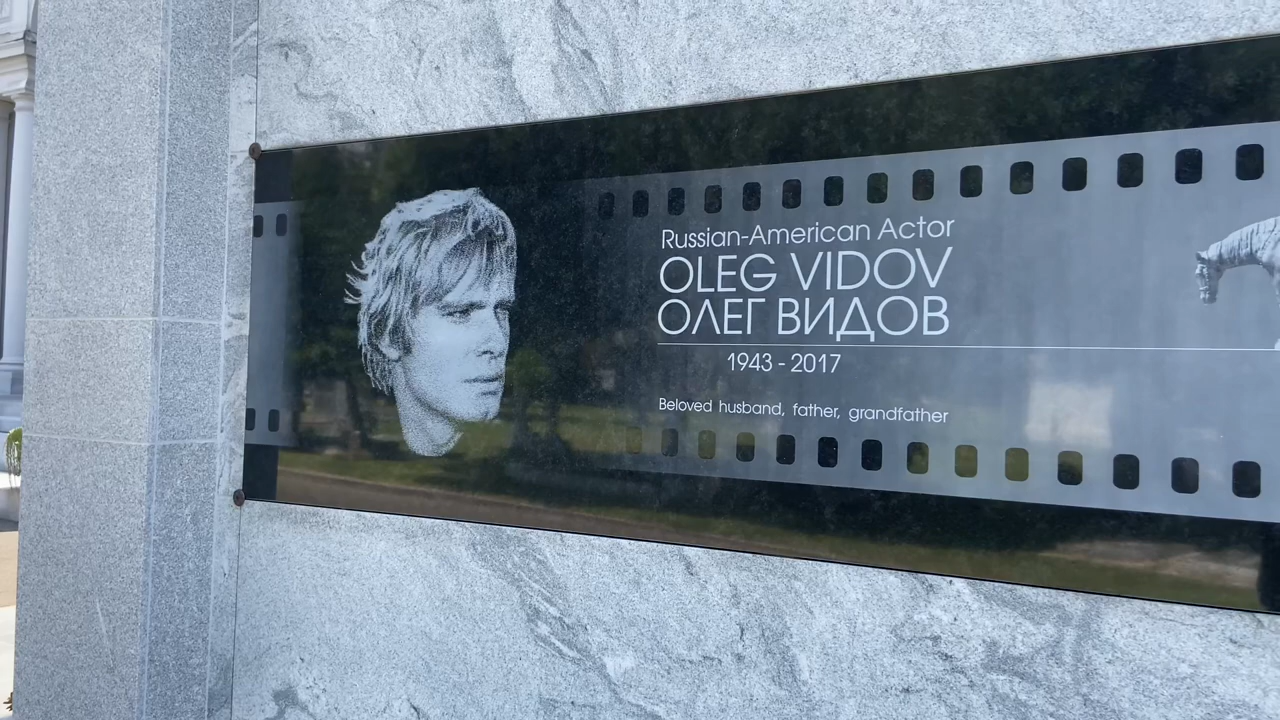 Russian-American Actor
OLEG VIDOV
ОЛЕГ ВИДОВ
1943 - 2017
Beloved husband, father, grandfather